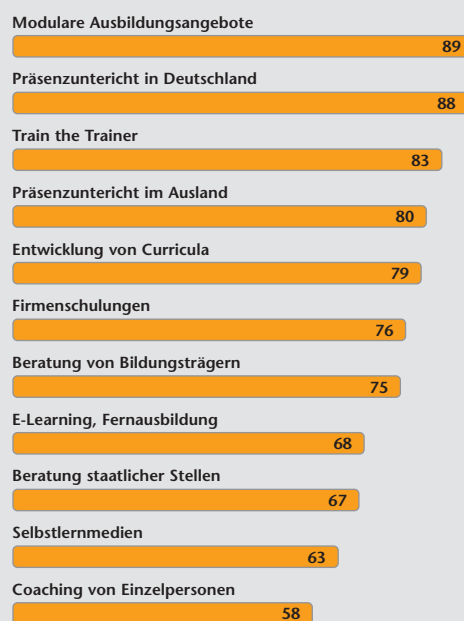 Modulare Ausbildungsangebote
89
Präsenzunterricht in Deutschland
88
Train the Trainer
83
Präsenzunterricht im Ausland
80
Entwicklung von Curricula
79
Firmenschulungen
76
Beratung von Bildungsträgern
75
E-Learning, Fernausbildung
68
Beratung staatlicher Stellen
67
Selbstlernmedien
63
Coaching von Einzelpersonen
58